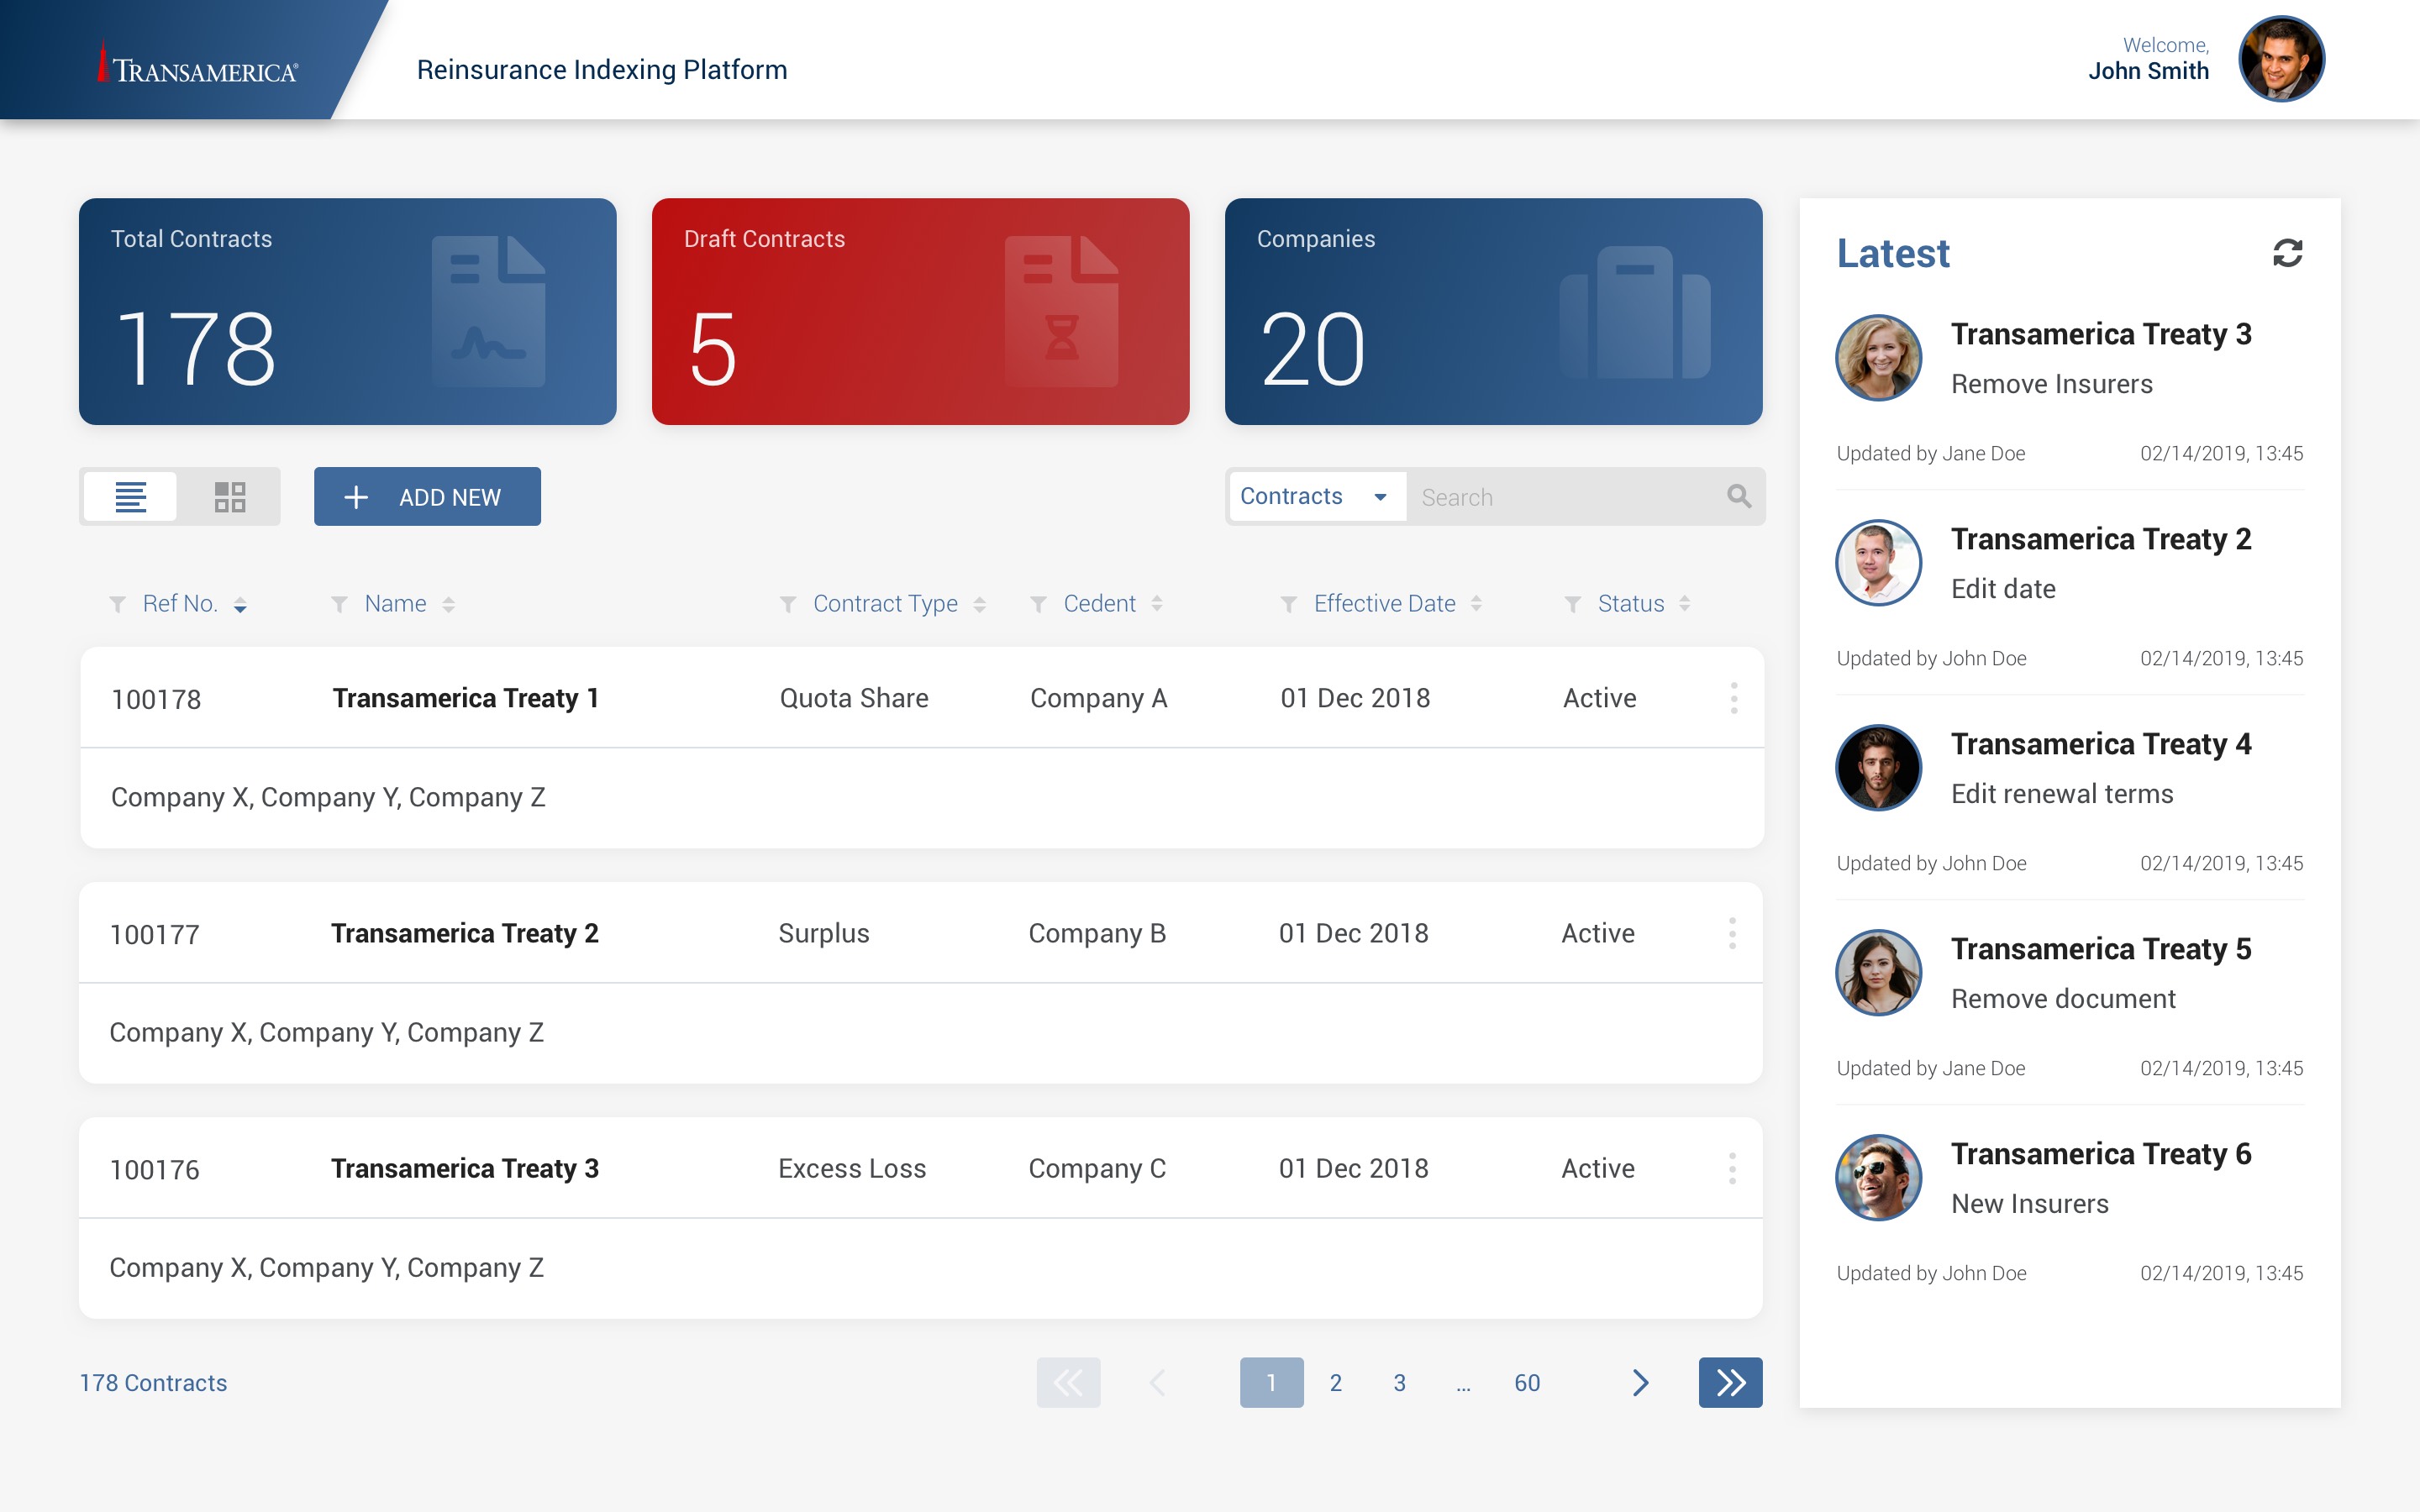 TRANSAMERICA®
Reinsurance Indexing Platform
Welcome,
John Smith
Total Contracts
178
Draft Contracts
5
Companies
20
ADD NEW
Contracts
Search
Ref No. Name Contract Type Cedent Effective Date Status
100178 Transamerica Treaty 1 Quota Share Company A 01 Dec 2018 Active
Company X, Company Y, Company Z
100177 Transamerica Treaty 2 Surplus Company B 01 Dec 2018 Active
Company X, Company Y, Company Z
100176 Transamerica Treaty 3 Excess Loss Company C 01 Dec 2018 Active
Company X, Company Y, Company Z
178 Contracts
1 2 3 ... 60
Latest
Transamerica Treaty 3
Remove Insurers
Updated by Jane Doe 02/14/2019, 13:45
Transamerica Treaty 2
Edit date
Updated by John Doe 02/14/2019, 13:45
Transamerica Treaty 4
Edit renewal terms
Updated by John Doe 02/14/2019, 13:45
Transamerica Treaty 5
Remove document
Updated by Jane Doe 02/14/2019, 13:45
Transamerica Treaty 6
New Insurers
Updated by John Doe 02/14/2019, 13:45